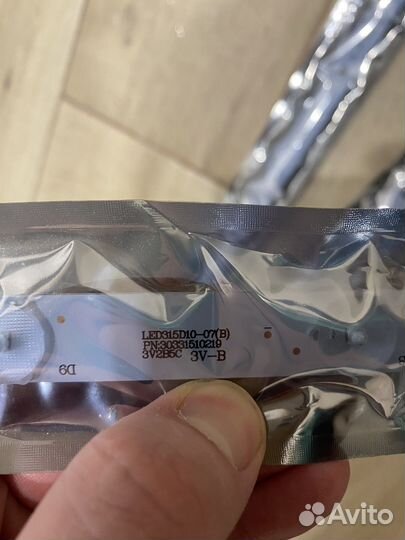 LED315D10-07(B)
PN:30331510219
3V2B5C 3V-B
D9
Avito